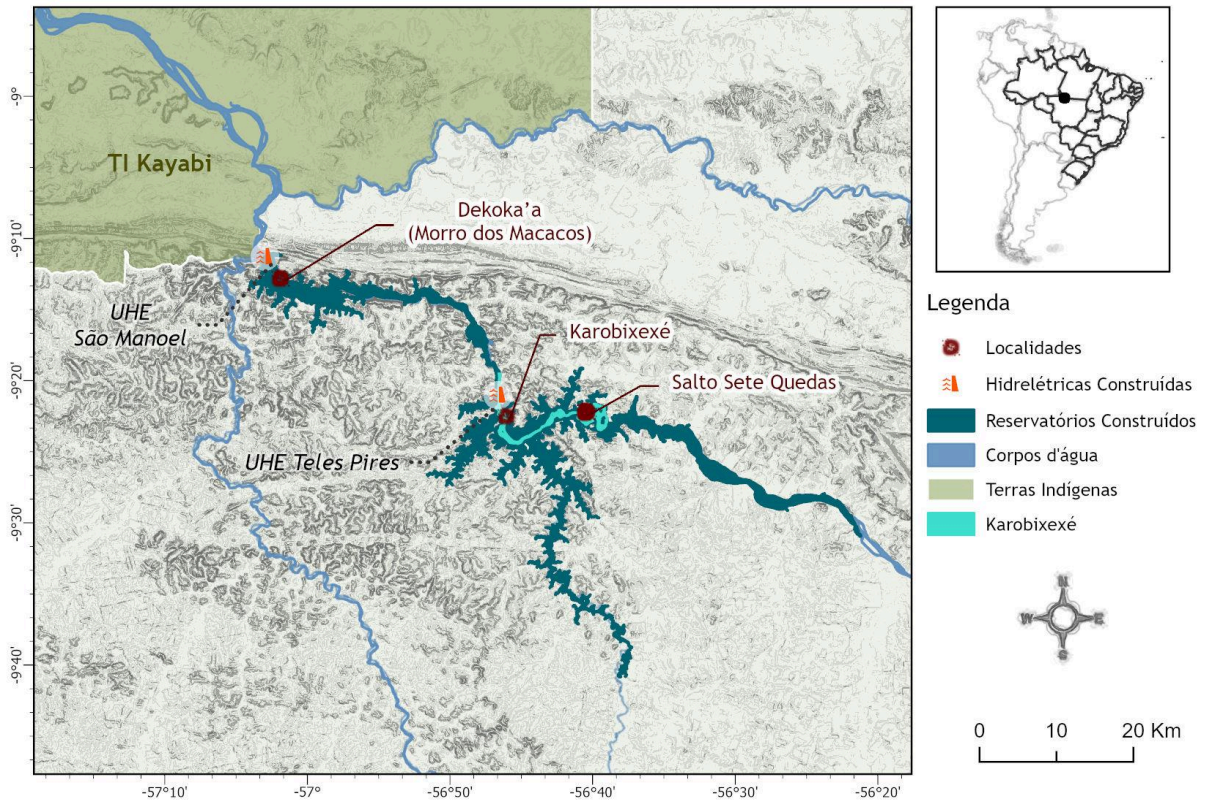 TI Kayabi
Dekoka'a
(Morro dos Macacos)
UHE
São Manoel
Karobixexé
Salto Sete Quedas
UHE Teles Pires
-9°
-9°10'
-9°20'
-9°30'
-9°40'
-57°10'
-57°
-56°50'
-56°40'
-56°30'
-56°20'
Legenda
Localidades
Hidrelétricas Construídas
Reservatórios Construídos
Corpos d'água
Terras Indígenas
Karobixexé
N
W
E
S
0 10 20 Km